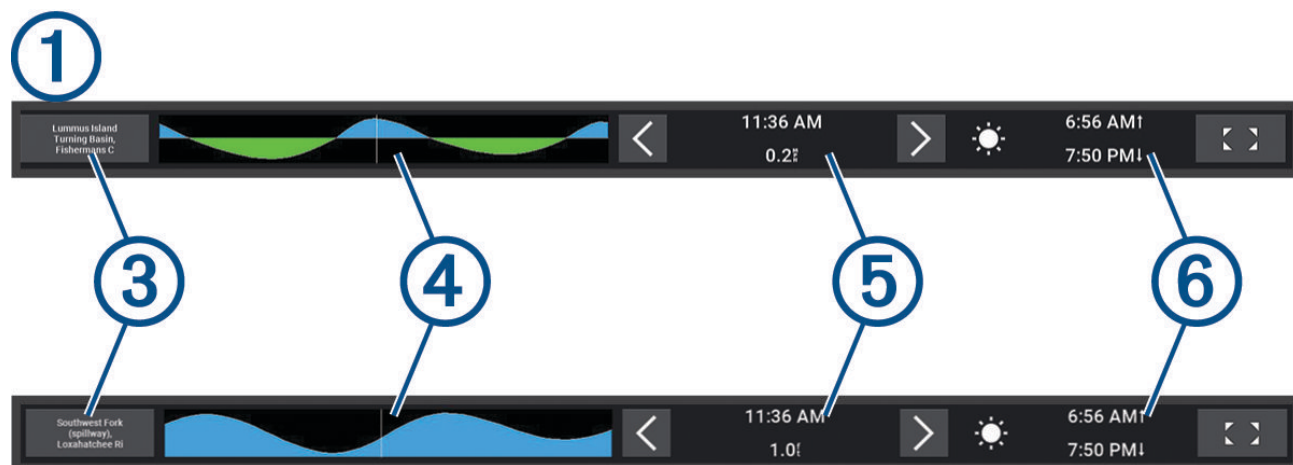 1
Lummus Island
Turning Basin,
Fishermans C
11:36 AM
0.2
6:56 AM↑
7:50 PM↓
3
4
5
6
Southwest Fork
(spillway),
Loxahatchee Ri
11:36 AM
1.0
6:56 AM↑
7:50 PM↓